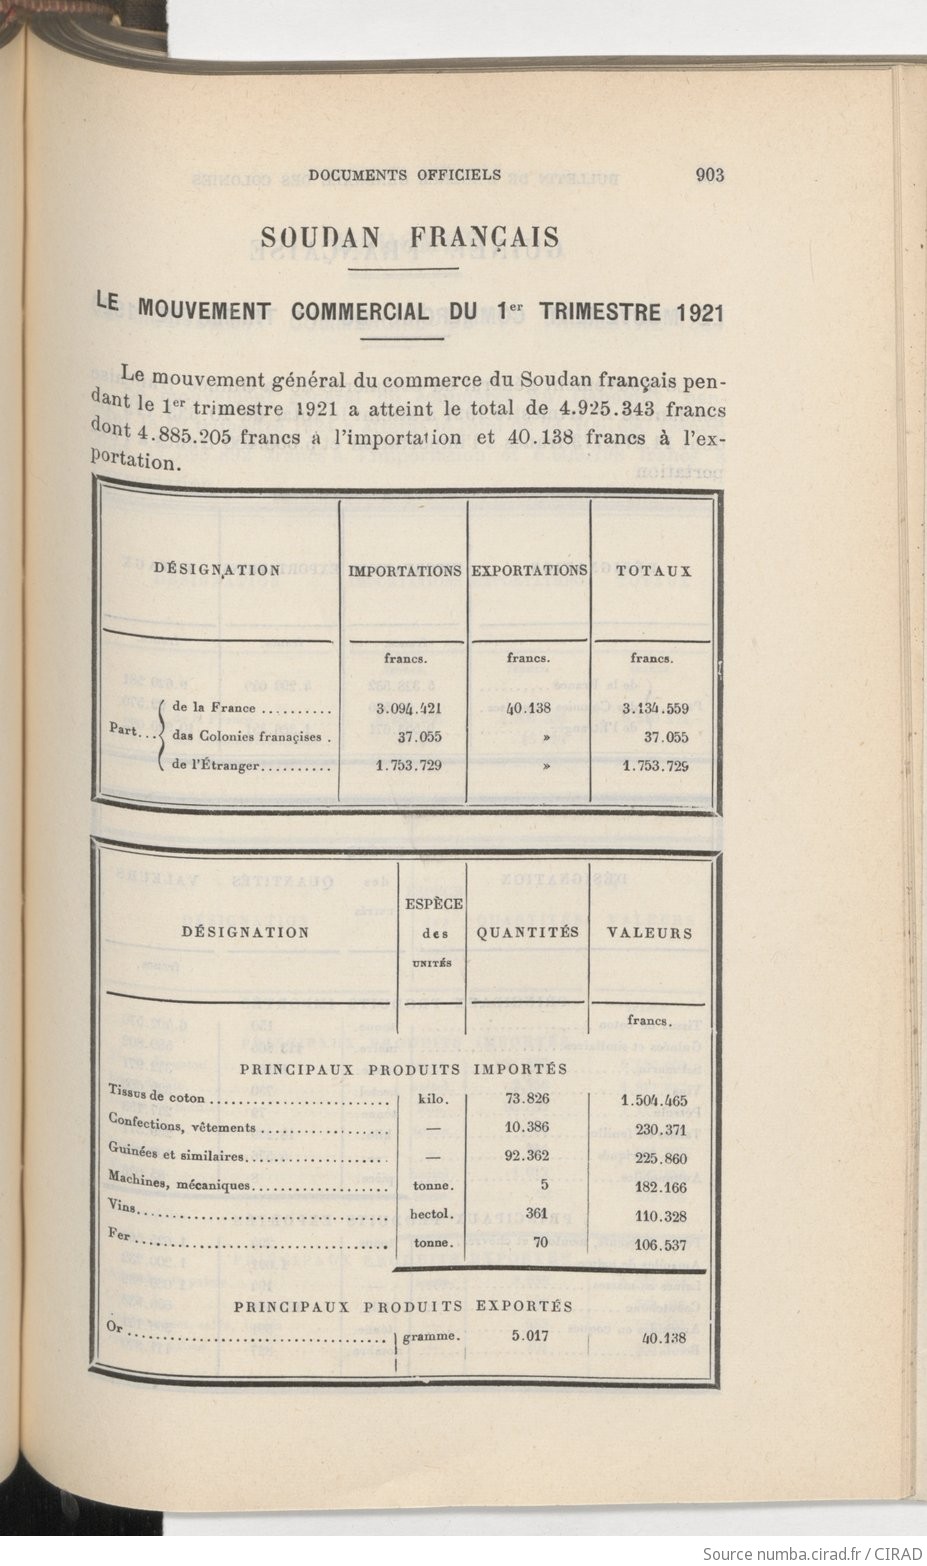 DOCUMENTS OFFICIELS 903
SOUDAN FRANÇAIS
LE MOUVEMENT COMMERCIAL DU 1er TRIMESTRE 1921
Le mouvement général du commerce du Soudan français pen-
dant le 1er trimestre 1921 a atteint le total de 4.925.343 francs
dont 4.885.205 francs à l'importation et 40.138 francs à l'ex-
portation.
DÉSIGNATION IMPORTATIONS EXPORTATIONS TOTAUX
francs. francs. francs.
de la France .......... 3.094.421 40.138 3.134.559
Part... das Colonies franaçises . 37.055 » 37.055
de l'Étranger.......... 1.753.729 » 1.753.729
DÉSIGNATION ESPÈCE des UNITÉS QUANTITÉS VALEURS
francs.
PRINCIPAUX PRODUITS IMPORTÉS
Tissus de coton .......................... kilo. 73.826 1.504.465
Confections, vêtements .................. — 10.386 230.371
Guinées et similaires.................... — 92.362 225.860
Machines, mécaniques.................... tonne. 5 182.166
Vins.................................... hectol. 361 110.328
Fer .................................... tonne. 70 106.537
PRINCIPAUX PRODUITS EXPORTÉS
Or ..................................... gramme. 5.017 40.138
Source numba.cirad.fr / CIRAD